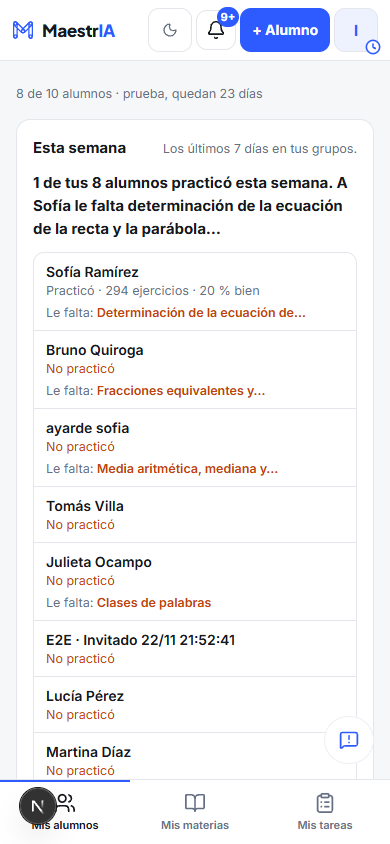 MaestrIA
9+
+ Alumno
I
8 de 10 alumnos · prueba, quedan 23 días
Esta semana
Los últimos 7 días en tus grupos.
1 de tus 8 alumnos practicó esta semana. A
Sofía le falta determinación de la ecuación
de la recta y la parábola...
Sofía Ramírez
Practicó · 294 ejercicios · 20 % bien
Le falta: Determinación de la ecuación de...
Bruno Quiroga
No practicó
Le falta: Fracciones equivalentes y...
ayarde sofia
No practicó
Le falta: Media aritmética, mediana y...
Tomás Villa
No practicó
Julieta Ocampo
No practicó
Le falta: Clases de palabras
E2E · Invitado 22/11 21:52:41
No practicó
Lucía Pérez
No practicó
Martina Díaz
No practicó
N
Mis alumnos
Mis materias
Mis tareas